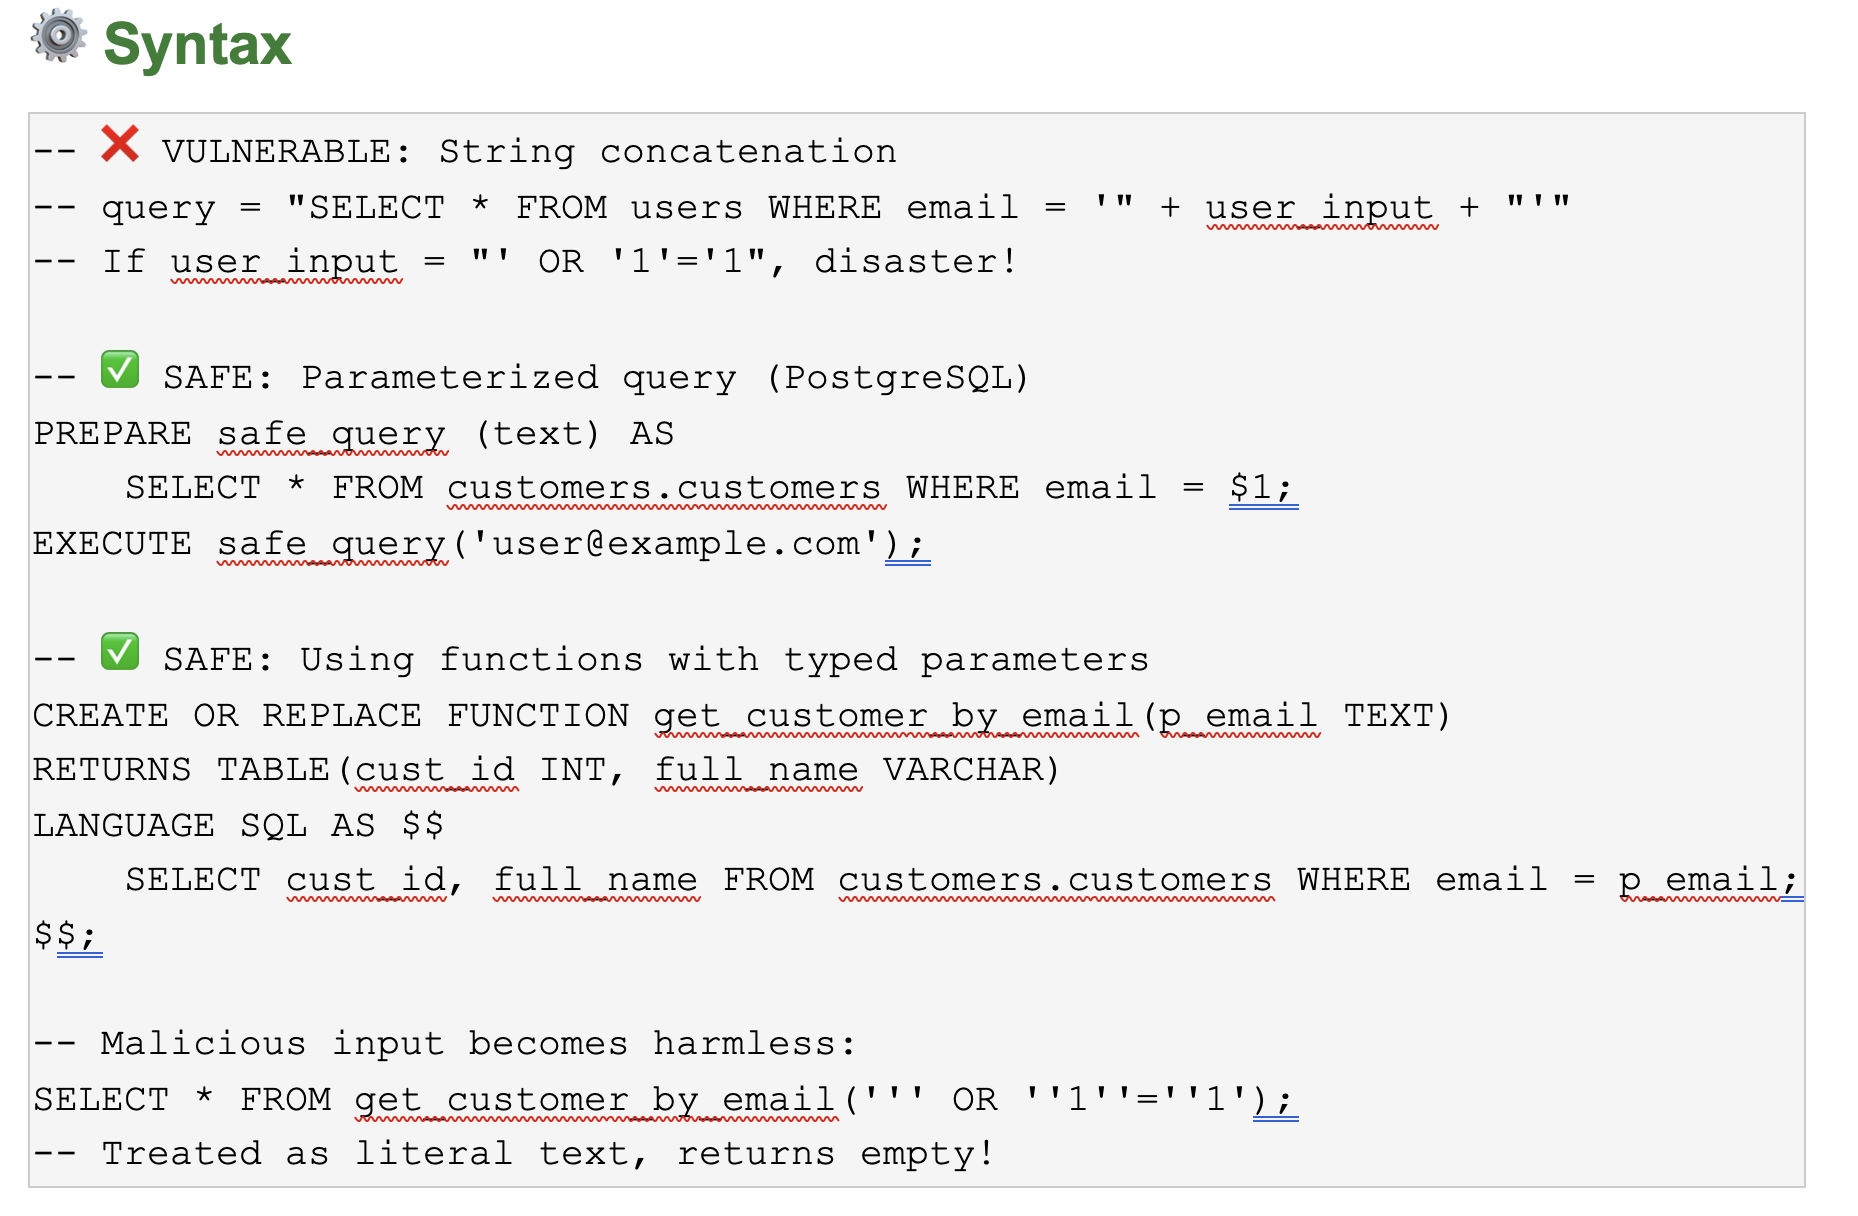 ⚙️ Syntax
-- ❌ VULNERABLE: String concatenation
-- query = "SELECT * FROM users WHERE email = '" + user_input + "'"
-- If user_input = "' OR '1'='1", disaster!
-- ✅ SAFE: Parameterized query (PostgreSQL)
PREPARE safe_query (text) AS
    SELECT * FROM customers.customers WHERE email = $1;
EXECUTE safe_query('user@example.com');
-- ✅ SAFE: Using functions with typed parameters
CREATE OR REPLACE FUNCTION get_customer_by_email(p_email TEXT)
RETURNS TABLE(cust_id INT, full_name VARCHAR)
LANGUAGE SQL AS $$
    SELECT cust_id, full_name FROM customers.customers WHERE email = p_email;
$$;
-- Malicious input becomes harmless:
SELECT * FROM get_customer_by_email(''' OR ''1''=''1');
-- Treated as literal text, returns empty!